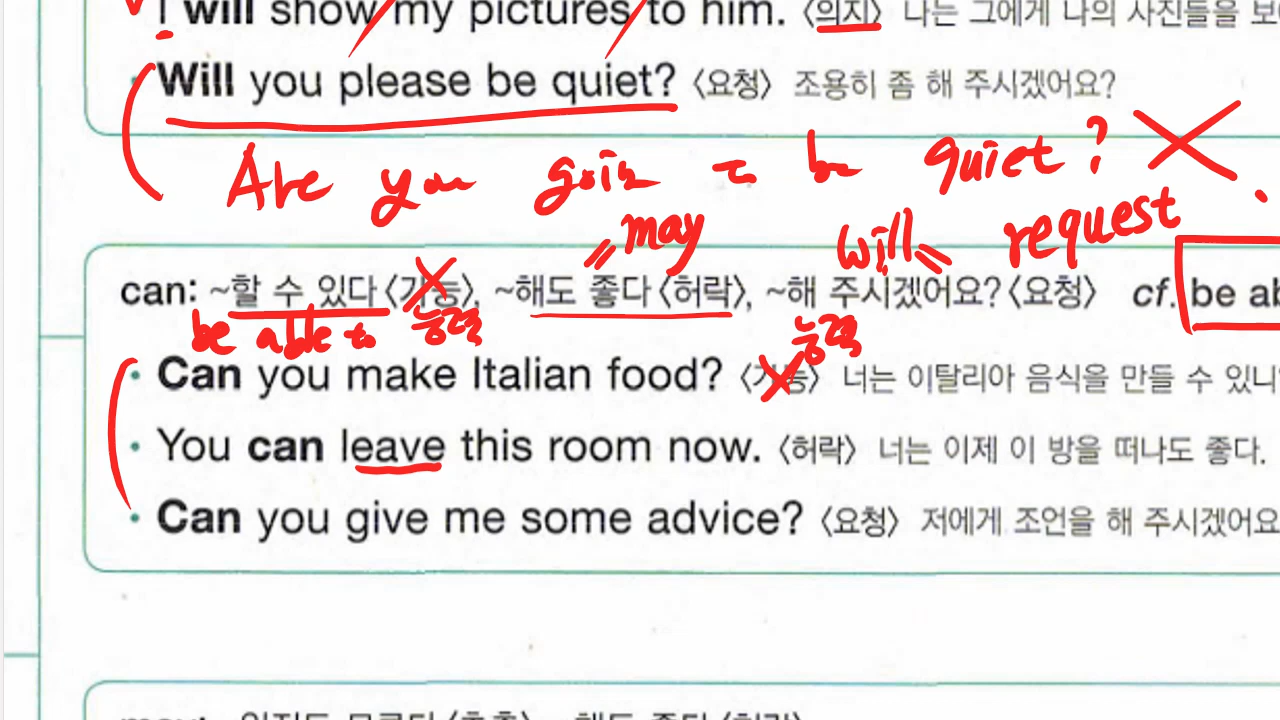 I will show my pictures to him. 〈의지〉 나는 그에게 나의 사진들을
Will you please be quiet? 〈요청〉 조용히 좀 해 주시겠어요?
Are you goin to be quiet?
may will request
can: ~할 수 있다〈가능〉, ~해도 좋다〈허락〉, ~해 주시겠어요?〈요청〉 cf. be ab
be able to 능력 능력
• Can you make Italian food? 〈가능〉 너는 이탈리아 음식을 만들 수 있니
• You can leave this room now. 〈허락〉 너는 이제 이 방을 떠나도 좋다.
• Can you give me some advice? 〈요청〉 저에게 조언을 해 주시겠어요